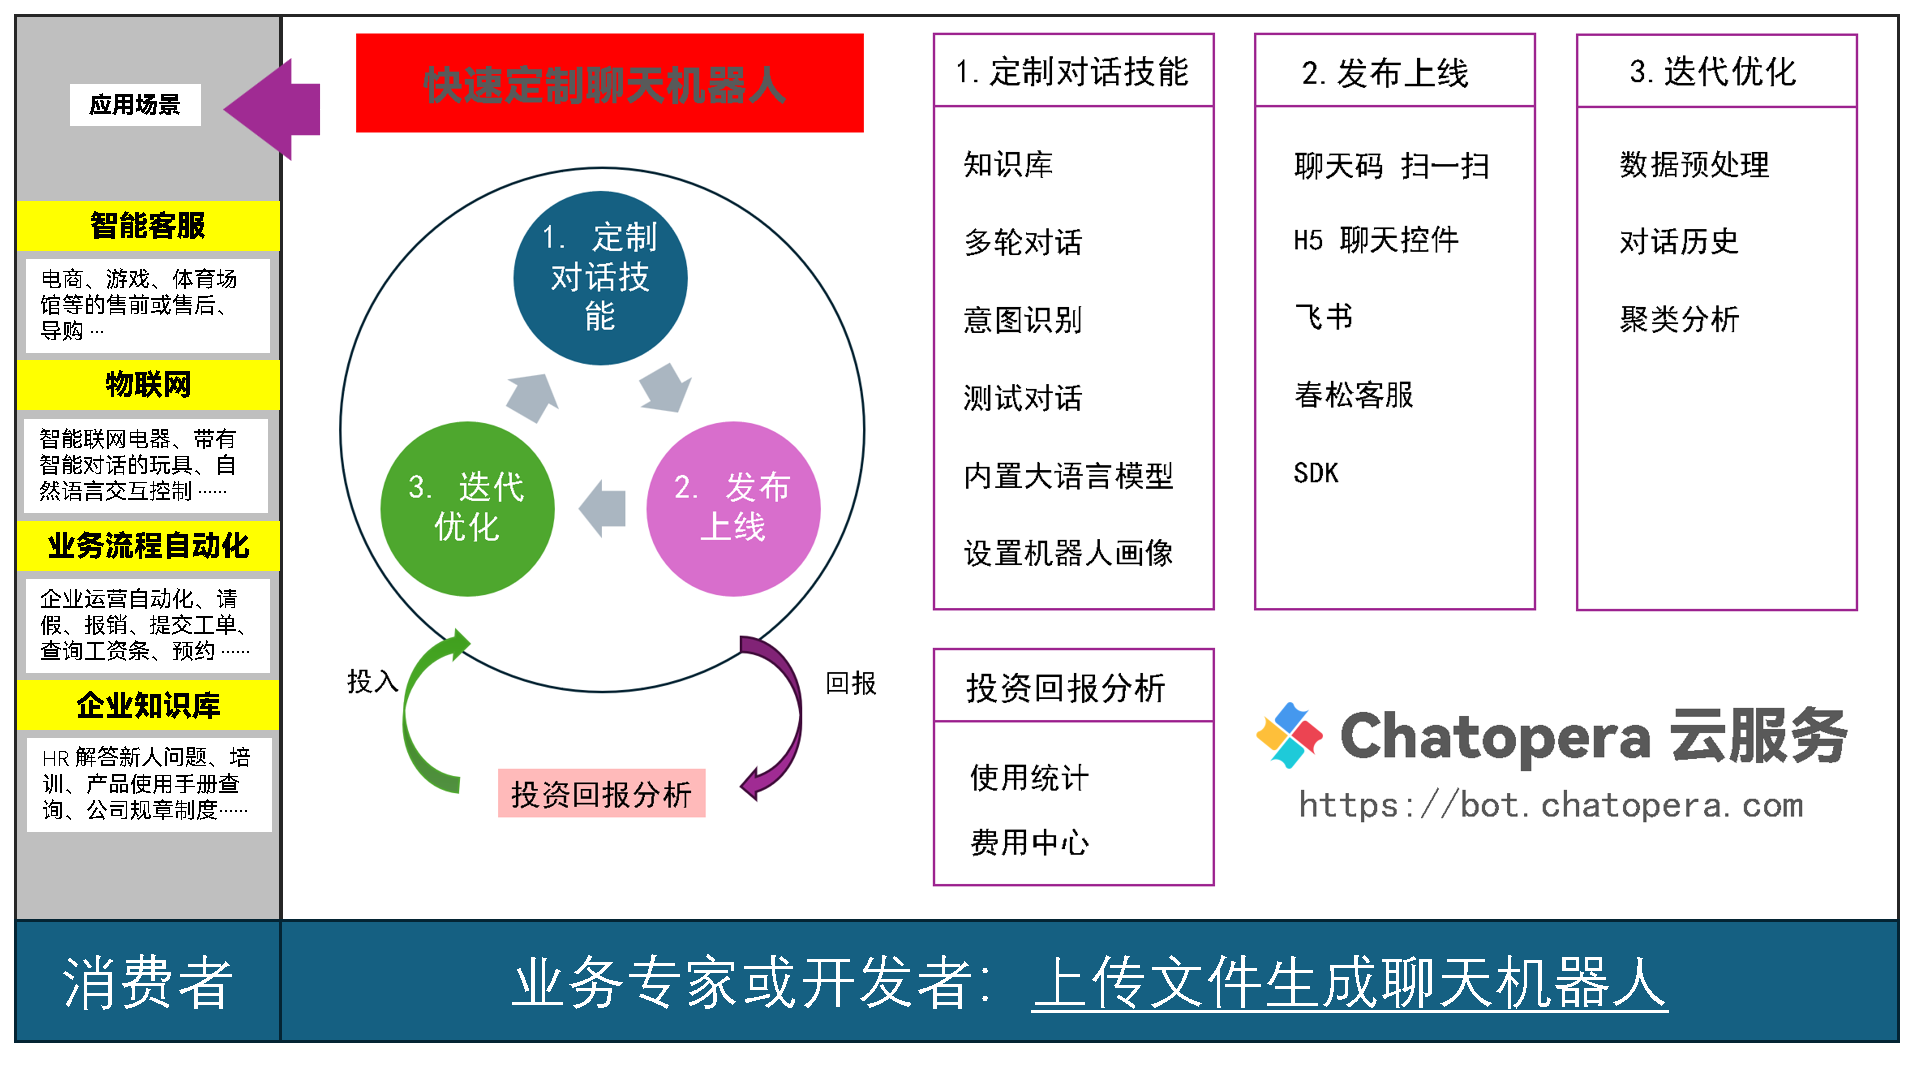 应用场景
智能客服
电商、游戏、体育场
馆等的售前或售后、
导购 ...
物联网
智能联网电器、带有
智能对话的玩具、自
然语言交互控制 ......
业务流程自动化
企业运营自动化、请
假、报销、提交工单、
查询工资条、预约 ......
企业知识库
HR 解答新人问题、培
训、产品使用手册查
询、公司规章制度......
快速定制聊天机器人
1. 定制
对话技
能
3. 迭代
优化
2. 发布
上线
投入
回报
投资回报分析
1.定制对话技能
知识库
多轮对话
意图识别
测试对话
内置大语言模型
设置机器人画像
2.发布上线
聊天码 扫一扫
H5 聊天控件
飞书
春松客服
SDK
3.迭代优化
数据预处理
对话历史
聚类分析
投资回报分析
使用统计
费用中心
Chatopera 云服务
https://bot.chatopera.com
消费者
业务专家或开发者：上传文件生成聊天机器人